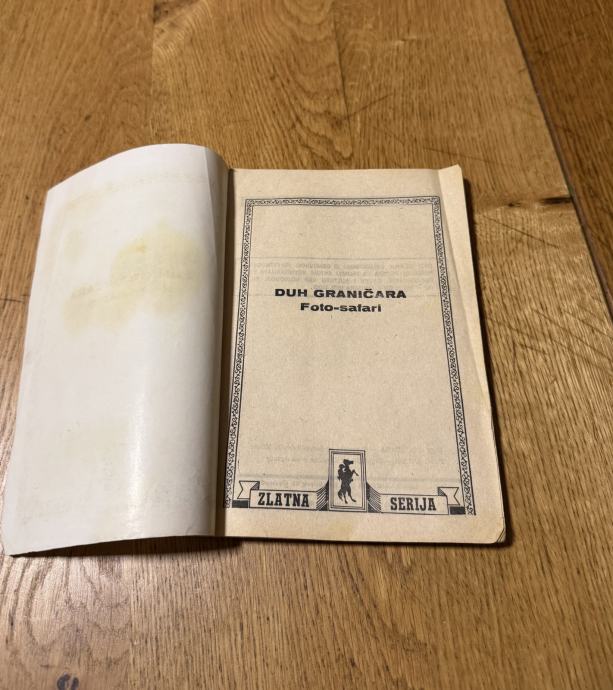 DUH GRANIČARA
Foto-safari
ZLATNA SERIJA